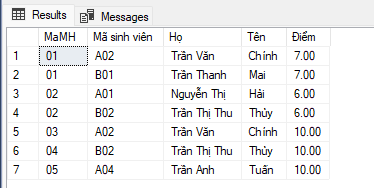 Results Messages
MaMH Mã sinh viên Họ Tên Điểm
1 01 A02 Trần Văn Chính 7.00
2 01 B01 Trần Thanh Mai 7.00
3 02 A01 Nguyễn Thị Hải 6.00
4 02 B02 Trần Thị Thu Thủy 6.00
5 03 A02 Trần Văn Chính 10.00
6 04 B02 Trần Thị Thu Thủy 10.00
7 05 A04 Trần Anh Tuấn 10.00